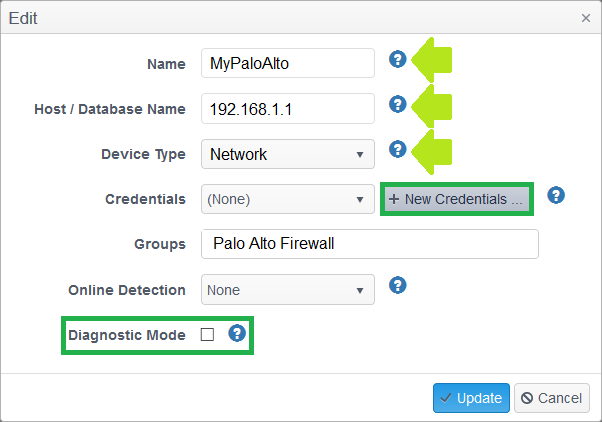 Edit ×
Name MyPaloAlto ?
Host / Database Name 192.168.1.1 ?
Device Type Network ?
Credentials (None) + New Credentials ... ?
Groups Palo Alto Firewall
Online Detection None ?
Diagnostic Mode ?
Update Cancel